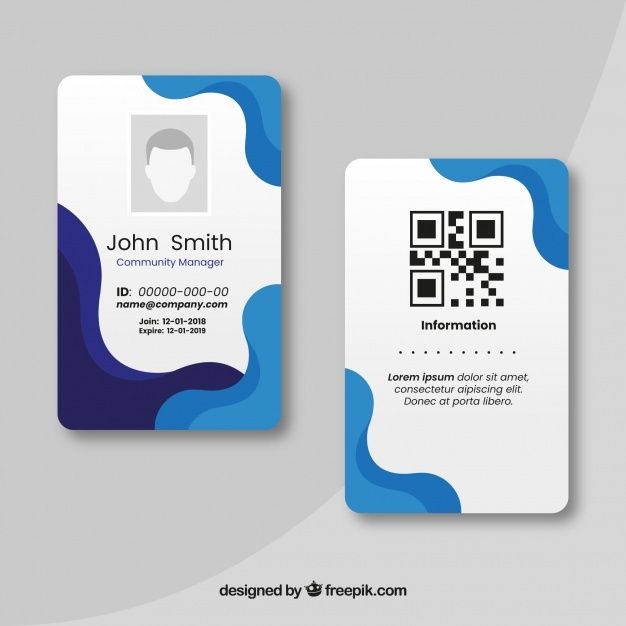 John Smith
Community Manager
ID: 00000-000-00
name@company.com
Join: 12-01-2018
Expire: 12-01-2019
Information
Lorem ipsum dolor sit amet,
consectetur adipiscing elit.
Donec at porta libero.
designed by freepik.com